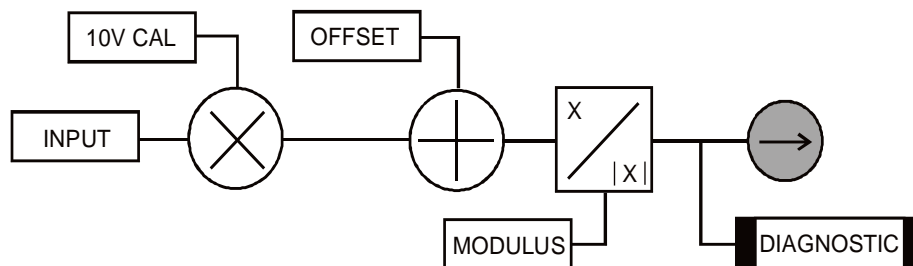 10V CAL
OFFSET
INPUT
X
|X|
MODULUS
DIAGNOSTIC